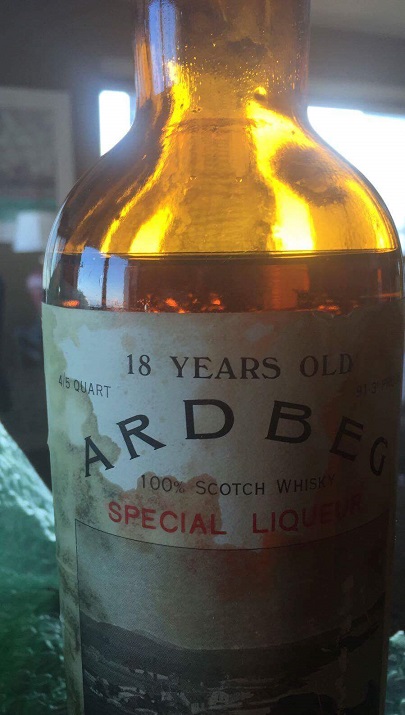 18 YEARS OLD
4/5 QUART
ARDBEG
100% SCOTCH WHISKY
SPECIAL LIQUEUR